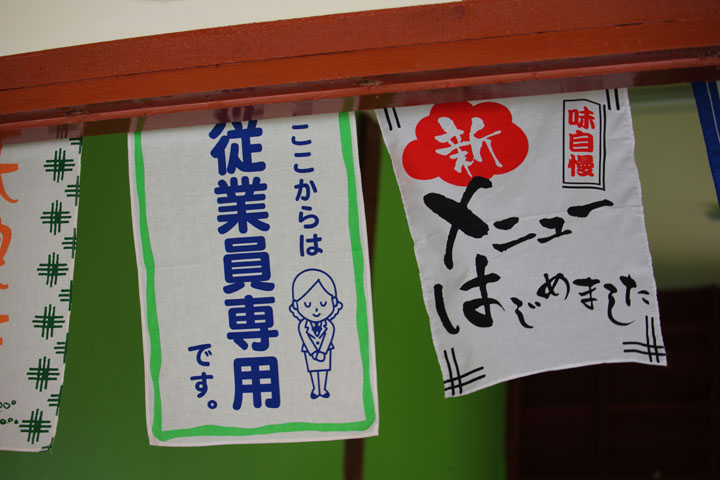 ここからは
従業員専用
です。
味自慢
新
メニュー
はじめました